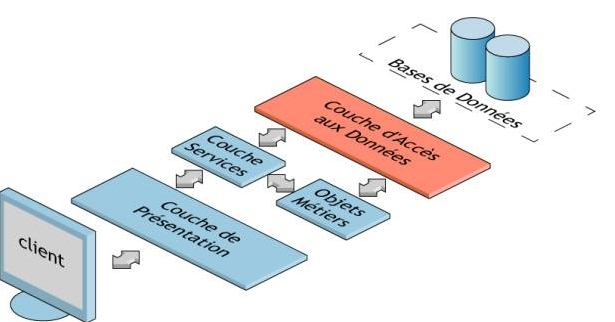 Bases de Données
Couche d'Accès
aux Données
Couche
Services
Objets
Métiers
Couche de
Présentation
client